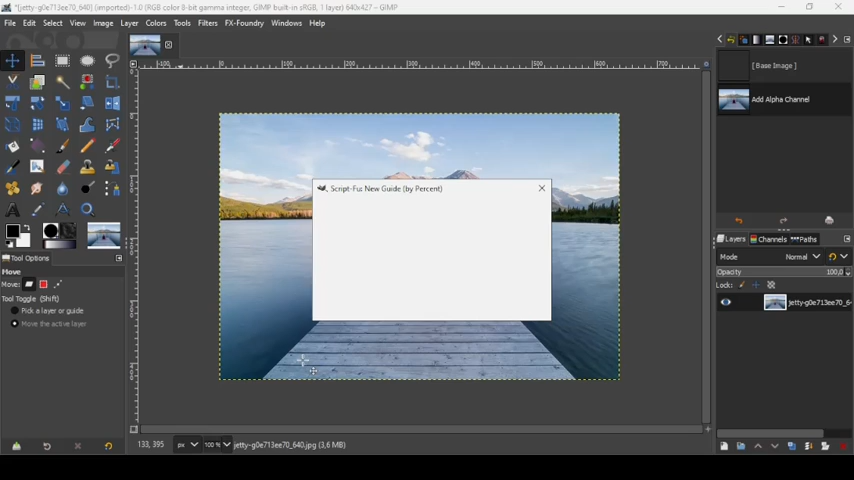 *[jetty-g0e713ee70_640] (imported)-1.0 (RGB color 8-bit gamma integer, GIMP built-in sRGB, 1 layer) 640x427 – GIMP
File Edit Select View Image Layer Colors Tools Filters FX-Foundry Windows Help
[ Base Image ]
Add Alpha Channel
Script-Fu: New Guide (by Percent)
Layers Channels Paths
Mode Normal
Opacity 100,0
Lock:
jetty-g0e713ee70_64
Tool Options
Move
Move:
Tool Toggle (Shift)
Pick a layer or guide
Move the active layer
133, 395 px 100 % jetty-g0e713ee70_640.jpg (3,6 MB)